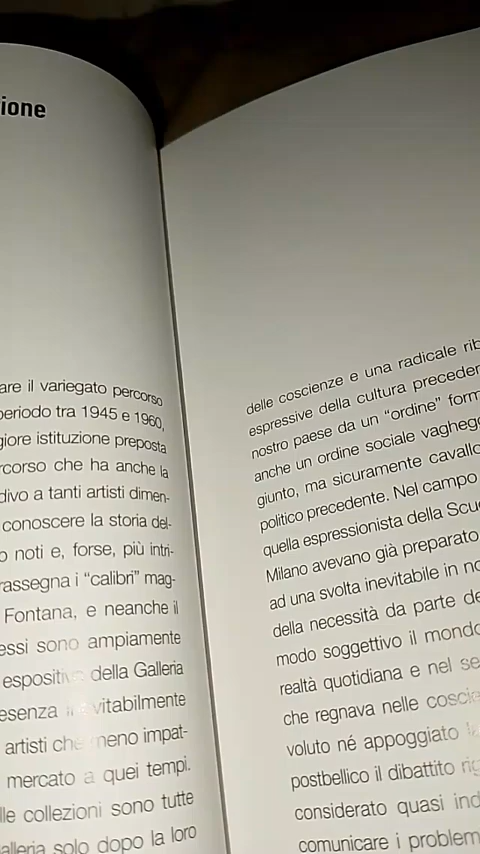 ione
are il variegato percorso
periodo tra 1945 e 1960,
giore istituzione preposta
rcorso che ha anche la
divo a tanti artisti dimen-
conoscere la storia del-
o noti e, forse, più intri-
rassegna i “calibri” mag-
Fontana, e neanche il
essi sono ampiamente
espositivo della Galleria
esenza inevitabilmente
artisti che meno impat-
mercato a quei tempi.
lle collezioni sono tutte
alleria solo dopo la loro
delle coscienze e una radicale rib
espressive della cultura preceden
nostro paese da un “ordine” form
anche un ordine sociale vaghegg
giunto, ma sicuramente cavallo
politico precedente. Nel campo
quella espressionista della Scu
Milano avevano già preparato
ad una svolta inevitabile in no
della necessità da parte de
modo soggettivo il mondo
realtà quotidiana e nel se
che regnava nelle coscie
voluto né appoggiato
postbellico il dibattito rig
considerato quasi ind
comunicare i problem